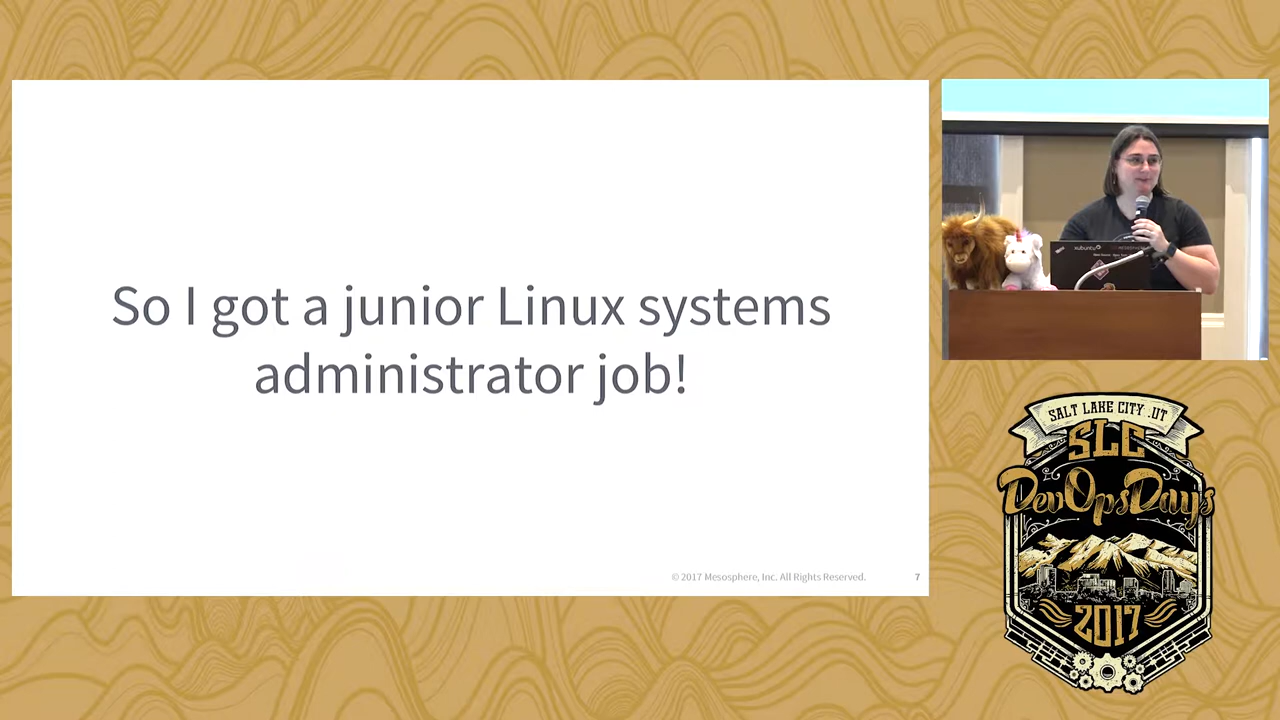 So I got a junior Linux systems
administrator job!
© 2017 Mesosphere, Inc. All Rights Reserved.
7
xubuntu
SALT LAKE CITY .UT
SLC
DevOpsDays
2017